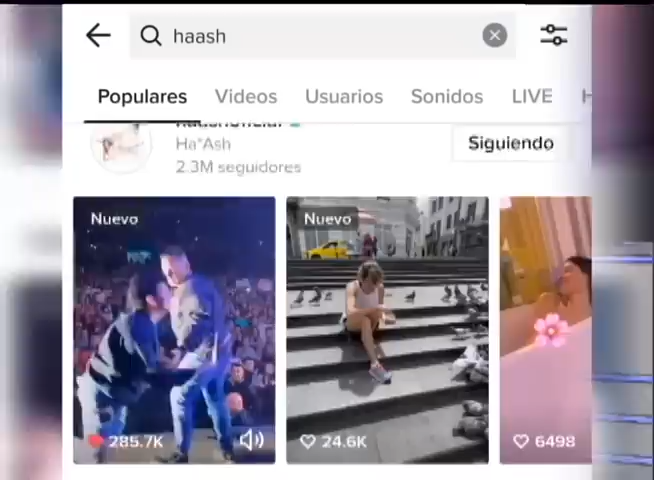 haash
Populares Videos Usuarios Sonidos LIVE
Ha*Ash
Siguiendo
2.3M seguidores
Nuevo
Nuevo
285.7K
24.6K
6498